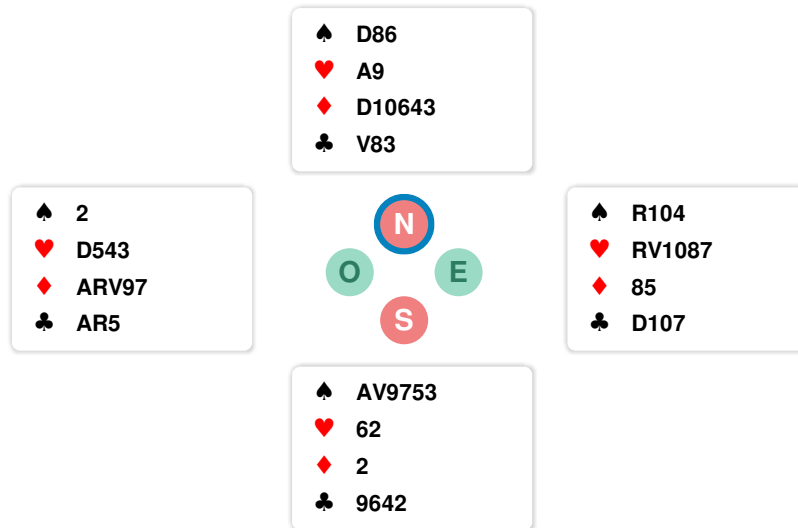 ♠ D86
♥ A9
♦ D10643
♣ V83
♠ 2
♥ D543
♦ ARV97
♣ AR5
N
O E
S
♠ R104
♥ RV1087
♦ 85
♣ D107
♠ AV9753
♥ 62
♦ 2
♣ 9642